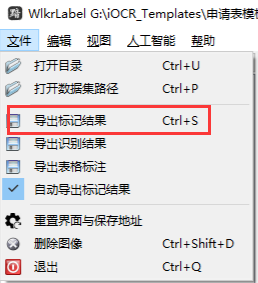 WlkrLabel G:\iOCR_Templates\申请表模
文件 编辑 视图 人工智能 帮助
打开目录 Ctrl+U
打开数据集路径 Ctrl+P
导出标记结果 Ctrl+S
导出识别结果
导出表格标注
自动导出标记结果
重置界面与保存地址
删除图像 Ctrl+Shift+D
退出 Ctrl+Q